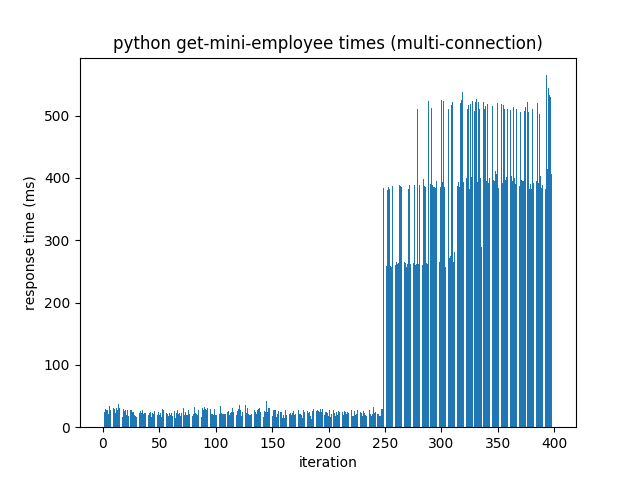 python get-mini-employee times (multi-connection)
500
400
300
200
100
0
response time (ms)
0 50 100 150 200 250 300 350 400
iteration